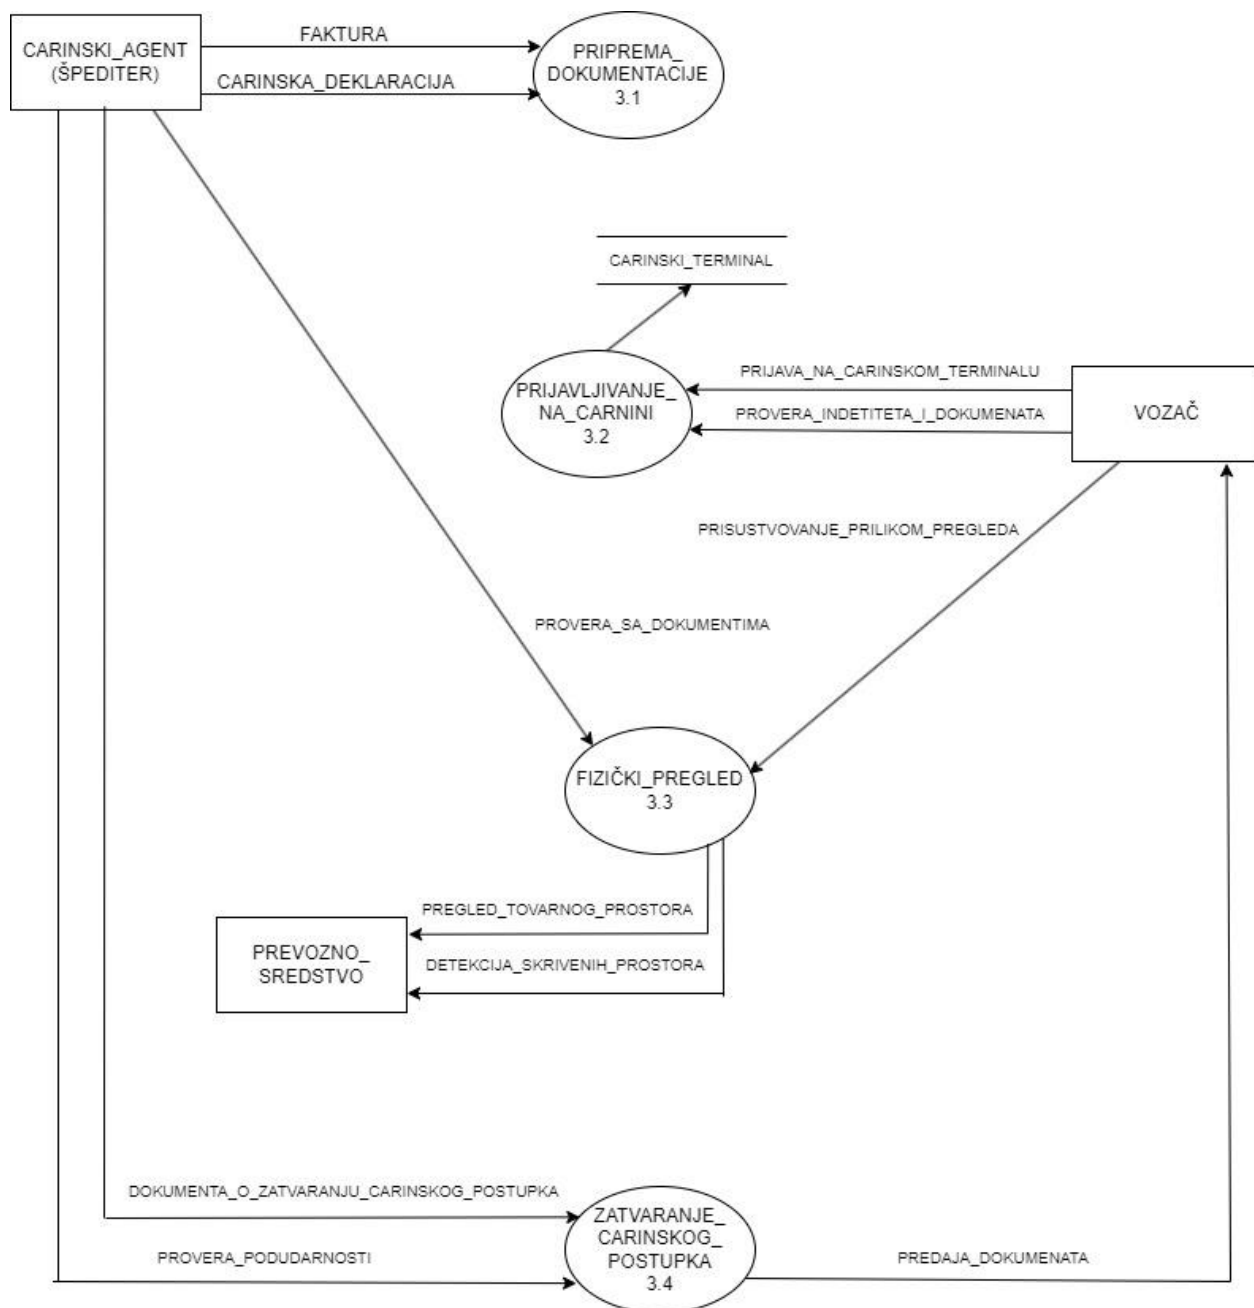 CARINSKI_AGENT
(ŠPEDITER)
FAKTURA
CARINSKA_DEKLARACIJA
PRIPREMA_
DOKUMENTACIJE
3.1
CARINSKI_TERMINAL
PRIJAVLJIVANJE_
NA_CARNINI
3.2
PRIJAVA_NA_CARINSKOM_TERMINALU
PROVERA_INDETITETA_I_DOKUMENATA
VOZAČ
PRISUSTVOVANJE_PRILIKOM_PREGLEDA
PROVERA_SA_DOKUMENTIMA
FIZIČKI_PREGLED
3.3
PREGLED_TOVARNOG_PROSTORA
DETEKCIJA_SKRIVENIH_PROSTORA
PREVOZNO_
SREDSTVO
DOKUMENTA_O_ZATVARANJU_CARINSKOG_POSTUPKA
PROVERA_PODUDARNOSTI
ZATVARANJE_
CARINSKOG_
POSTUPKA
3.4
PREDAJA_DOKUMENATA